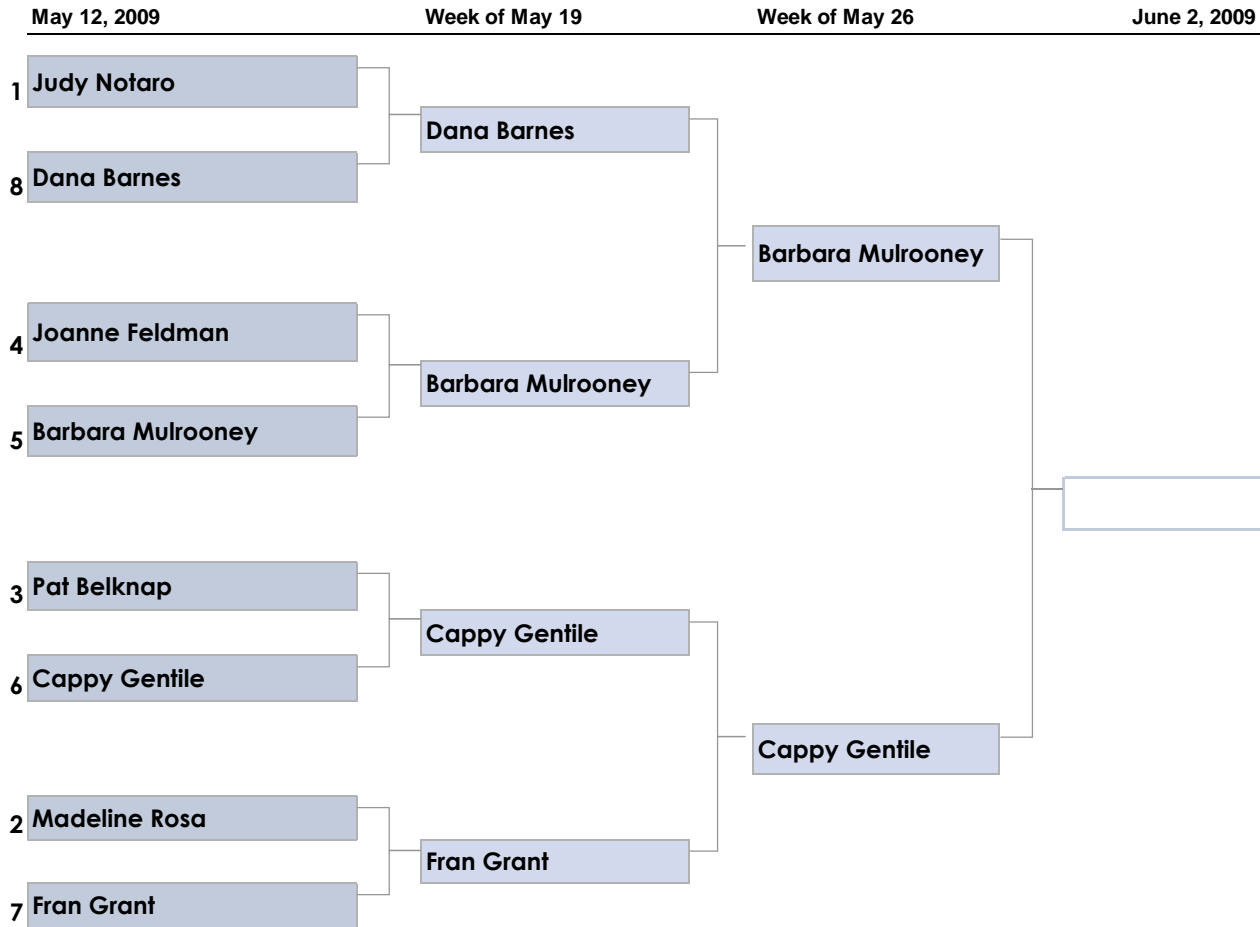 May 12, 2009 Week of May 19 Week of May 26 June 2, 2009
1 Judy Notaro
Dana Barnes
8 Dana Barnes
Barbara Mulrooney
4 Joanne Feldman
Barbara Mulrooney
5 Barbara Mulrooney
3 Pat Belknap
Cappy Gentile
6 Cappy Gentile
Cappy Gentile
2 Madeline Rosa
Fran Grant
7 Fran Grant